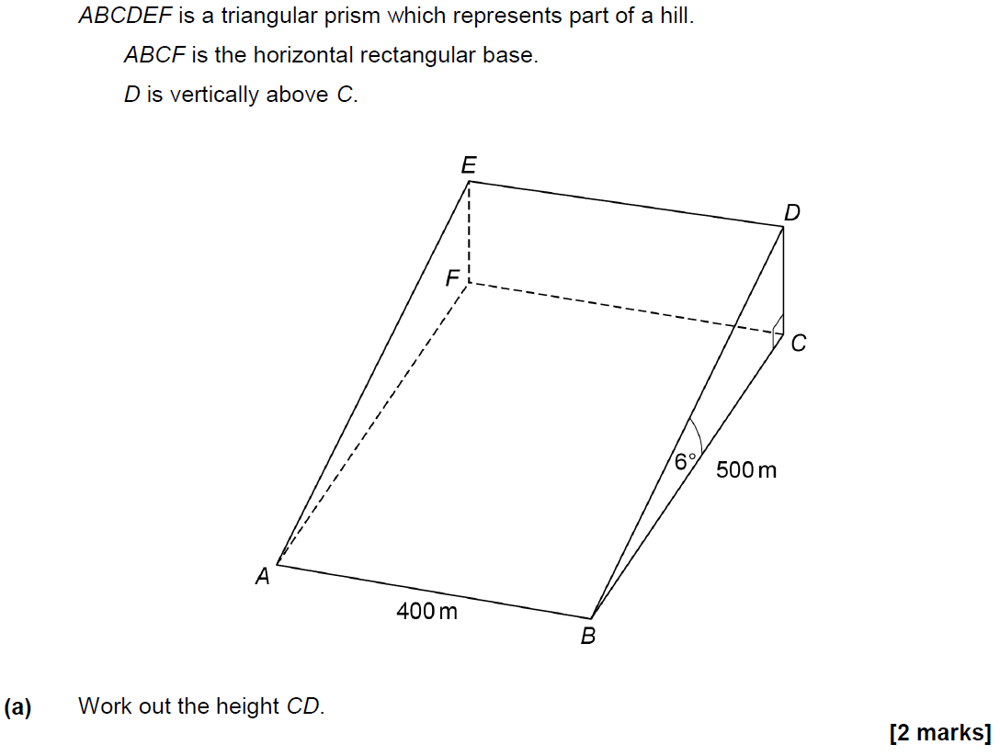 ABCDEF is a triangular prism which represents part of a hill.
ABCF is the horizontal rectangular base.
D is vertically above C.
E
D
F
C
6°
500 m
A
400 m
B
(a) Work out the height CD.
[2 marks]